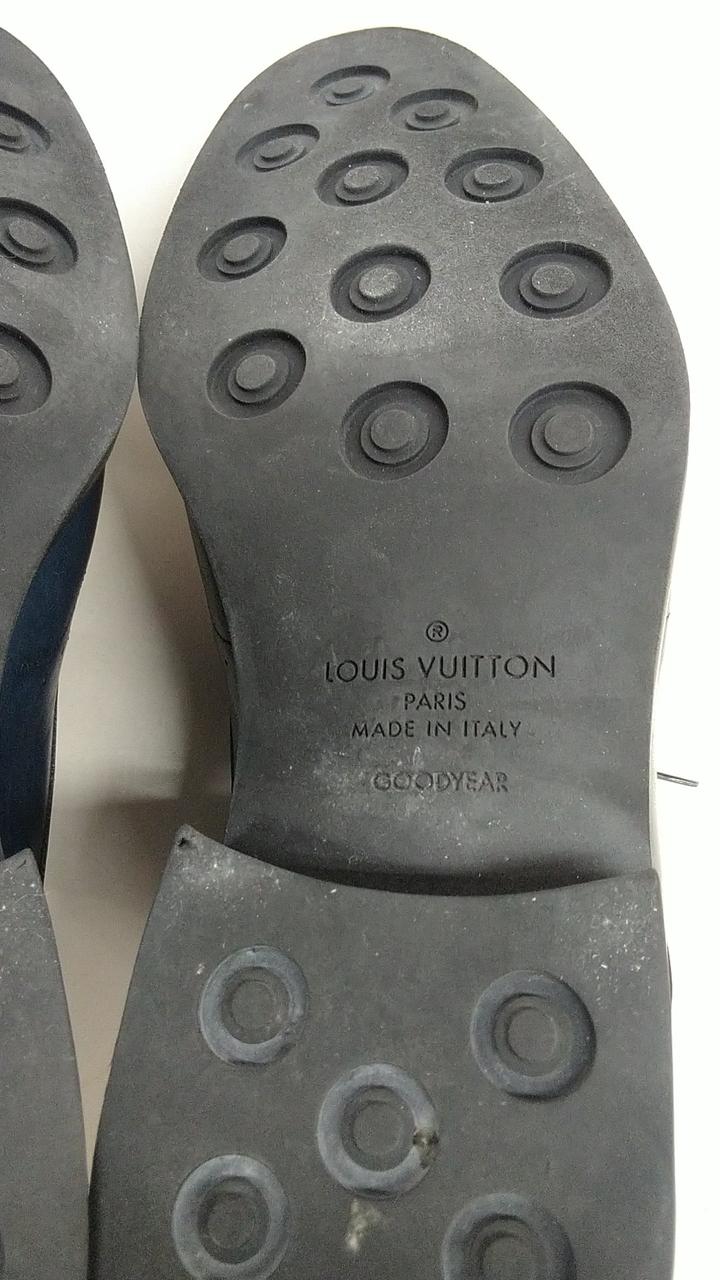 ®
LOUIS VUITTON
PARIS
MADE IN ITALY
GOODYEAR